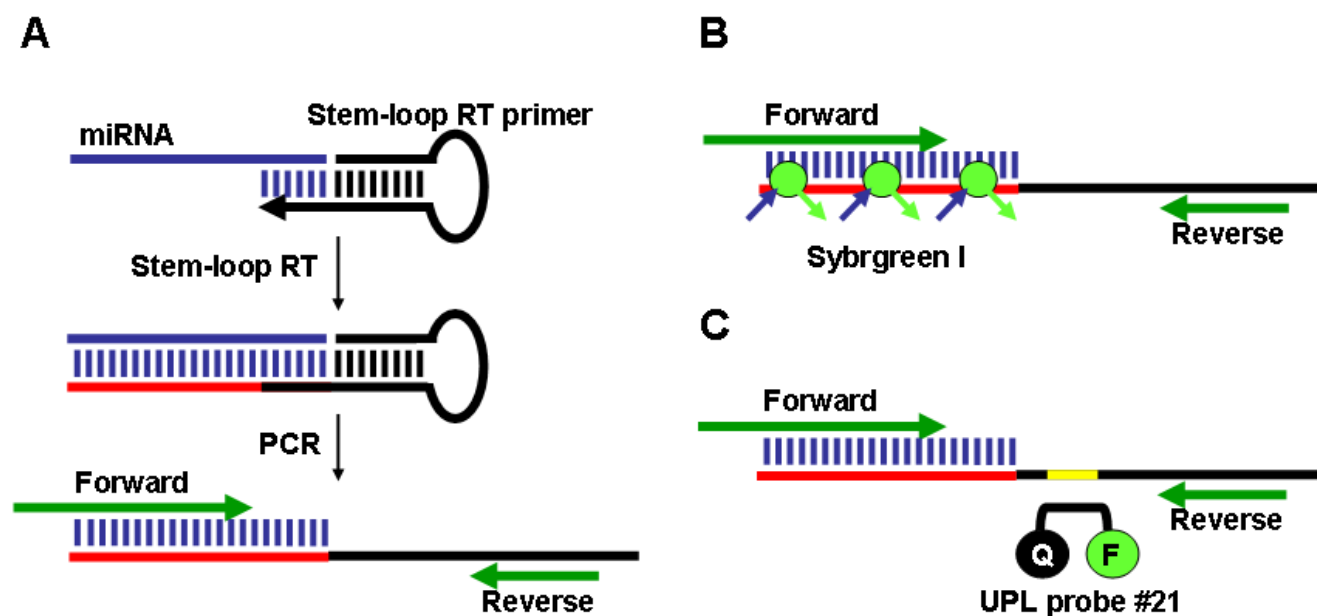 A
Stem-loop RT primer
miRNA
Stem-loop RT
PCR
Forward
Reverse
B
Forward
Reverse
Sybrgreen I
C
Forward
Reverse
Q
F
UPL probe #21